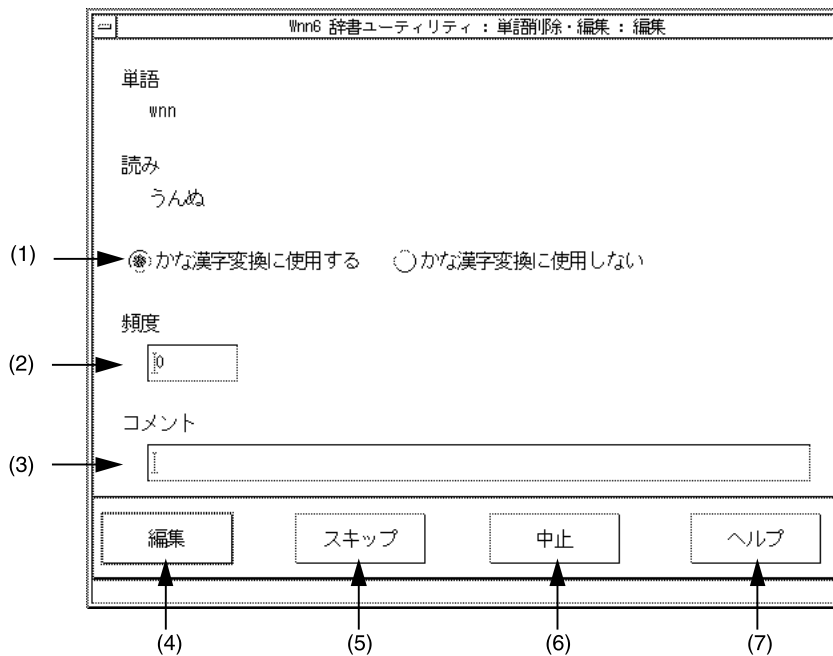 Wnn6 辞書ユーティリティ : 単語削除・編集 : 編集
単語
wnn
読み
うんぬ
(1) かな漢字変換に使用する かな漢字変換に使用しない
頻度
(2) 0
コメント
(3)
編集 スキップ 中止 ヘルプ
(4) (5) (6) (7)